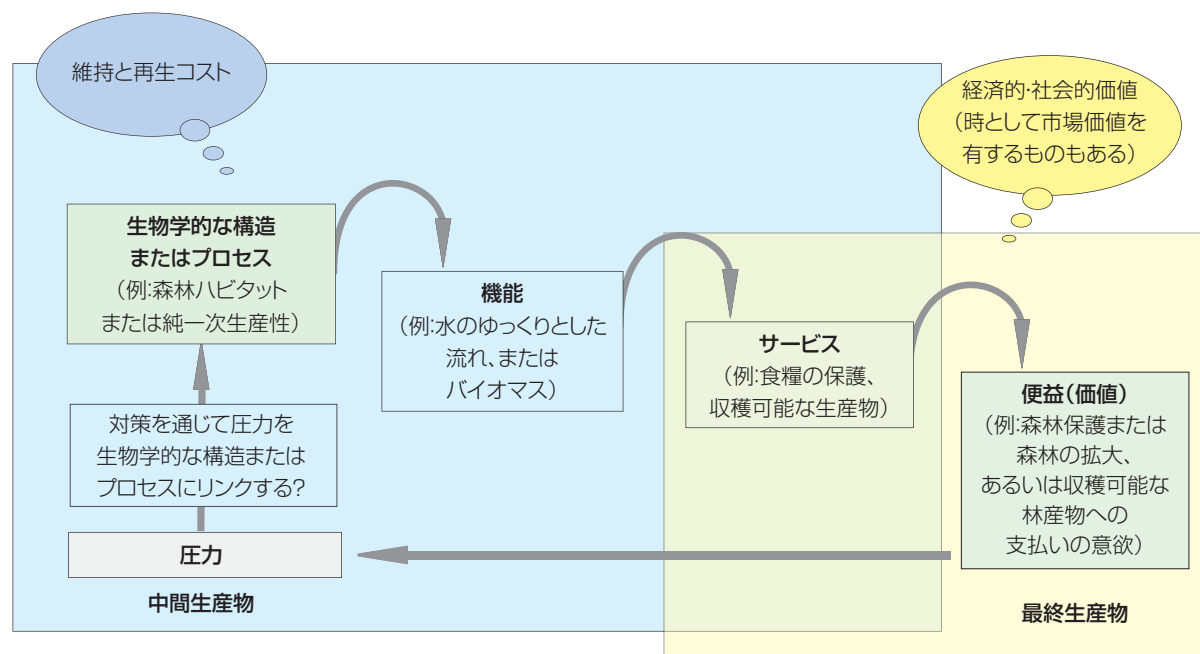 維持と再生コスト
経済的・社会的価値
（時として市場価値を
有するものもある）
生物学的な構造
またはプロセス
（例:森林ハビタット
または純一次生産性）
機能
（例:水のゆっくりとした
流れ、または
バイオマス）
サービス
（例:食糧の保護、
収穫可能な生産物）
便益（価値）
（例:森林保護または
森林の拡大、
あるいは収穫可能な
林産物への
支払いの意欲）
対策を通じて圧力を
生物学的な構造または
プロセスにリンクする?
圧力
中間生産物
最終生産物